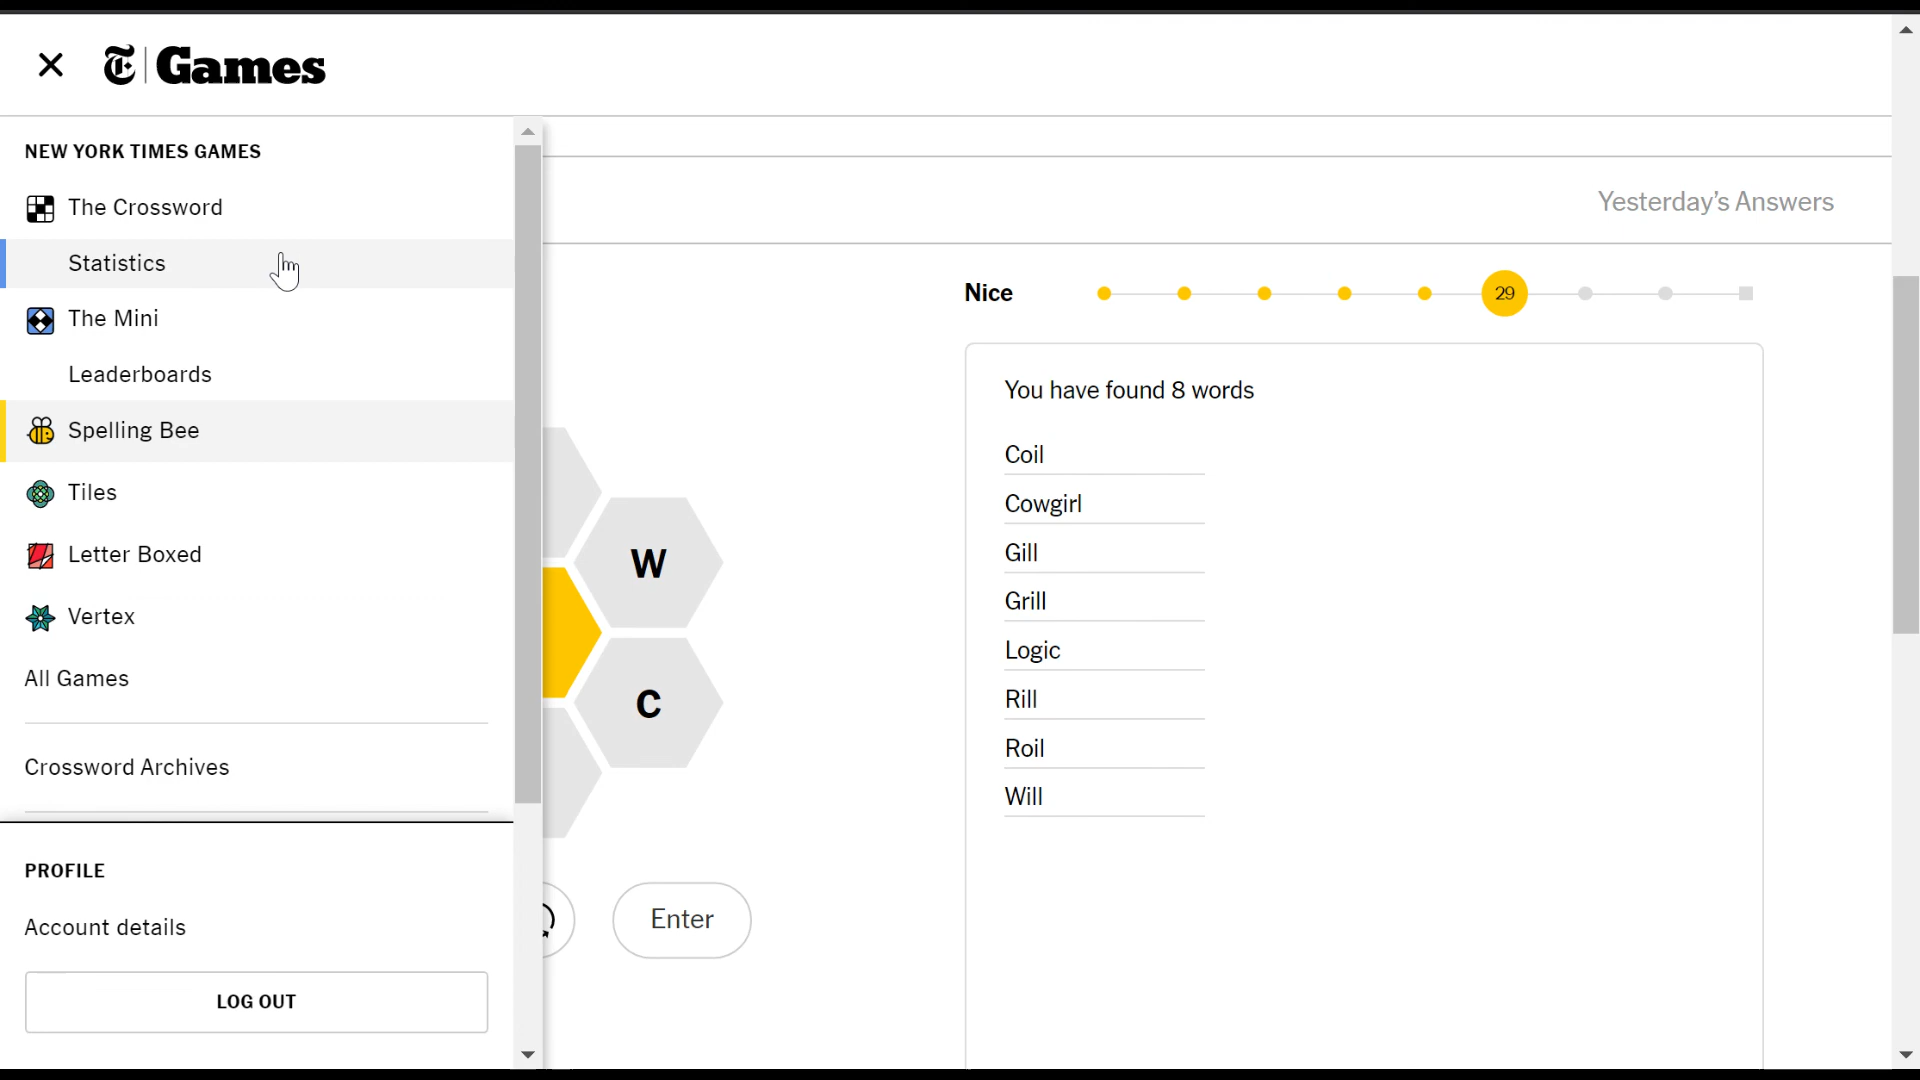 T Games
NEW YORK TIMES GAMES
The Crossword
Statistics
The Mini
Leaderboards
Spelling Bee
Tiles
Letter Boxed
Vertex
All Games
Crossword Archives
PROFILE
Account details
LOG OUT
Yesterday's Answers
W
C
Enter
Nice
29
You have found 8 words
Coil
Cowgirl
Gill
Grill
Logic
Rill
Roil
Will